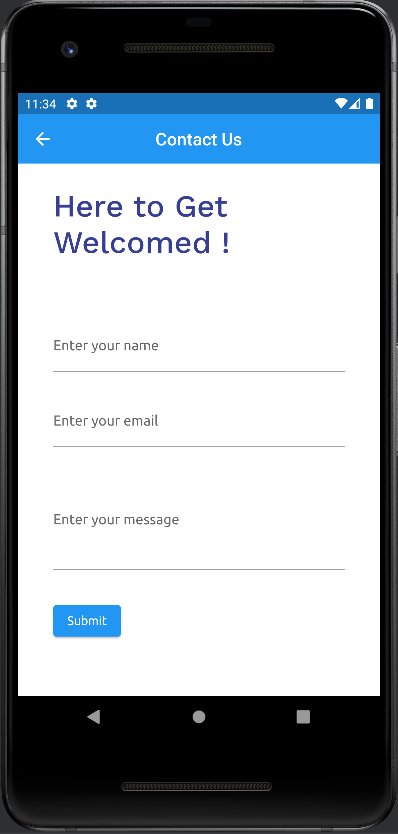 11:34
Contact Us
Here to Get
Welcomed !
Enter your name
Enter your email
Enter your message
Submit